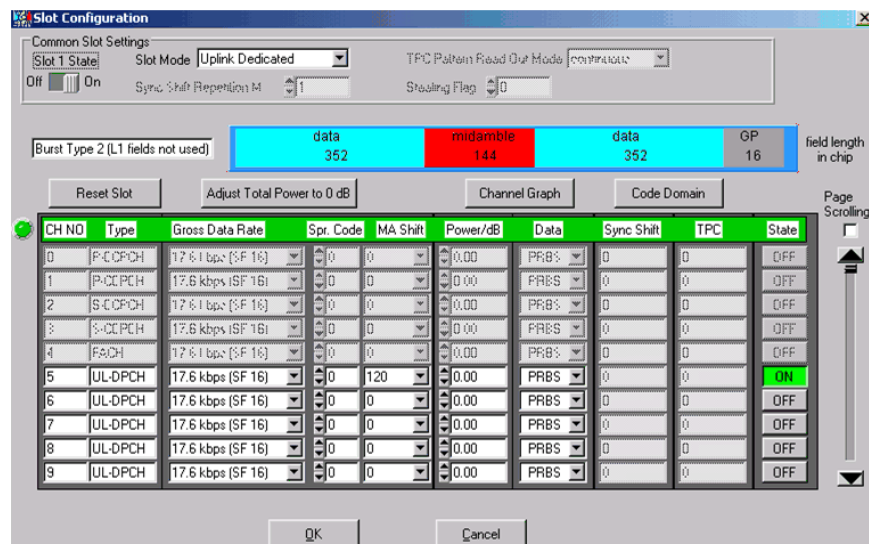 Slot Configuration
Common Slot Settings
Slot 1 State
Slot Mode Uplink Dedicated
TPC Pattern Read Out Mode continuous
Off On
Sync Shift Repetition M 1
Stealing Flag 0
Burst Type 2 (L1 fields not used)
data midamble data GP
352 144 352 16
field length in chip
Reset Slot Adjust Total Power to 0 dB Channel Graph Code Domain
Page Scrolling
CH NO Type Gross Data Rate Spr. Code MA Shift Power/dB Data Sync Shift TPC State
0 P-CCPCH 17.6 kbps (SF 16) 0 0 0.00 PRBS 0 0 OFF
1 P-CCPCH 17.6 kbps (SF 16) 0 0 0.00 PRBS 0 0 OFF
2 S-CCPCH 17.6 kbps (SF 16) 0 0 0.00 PRBS 0 0 OFF
3 S-CCPCH 17.6 kbps (SF 16) 0 0 0.00 PRBS 0 0 OFF
4 FACH 17.6 kbps (SF 16) 0 0 0.00 PRBS 0 0 OFF
5 UL-DPCH 17.6 kbps (SF 16) 0 120 0.00 PRBS 0 0 ON
6 UL-DPCH 17.6 kbps (SF 16) 0 0 0.00 PRBS 0 0 OFF
7 UL-DPCH 17.6 kbps (SF 16) 0 0 0.00 PRBS 0 0 OFF
8 UL-DPCH 17.6 kbps (SF 16) 0 0 0.00 PRBS 0 0 OFF
9 UL-DPCH 17.6 kbps (SF 16) 0 0 0.00 PRBS 0 0 OFF
OK Cancel